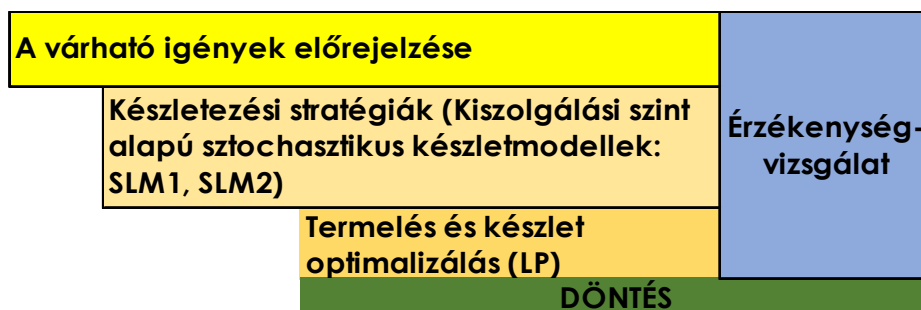 A várható igények előrejelzése
Készletezési stratégiák (Kiszolgálási szint
alapú sztochasztikus készletmodellek:
SLM1, SLM2)
Érzékenység-
vizsgálat
Termelés és készlet
optimalizálás (LP)
DÖNTÉS